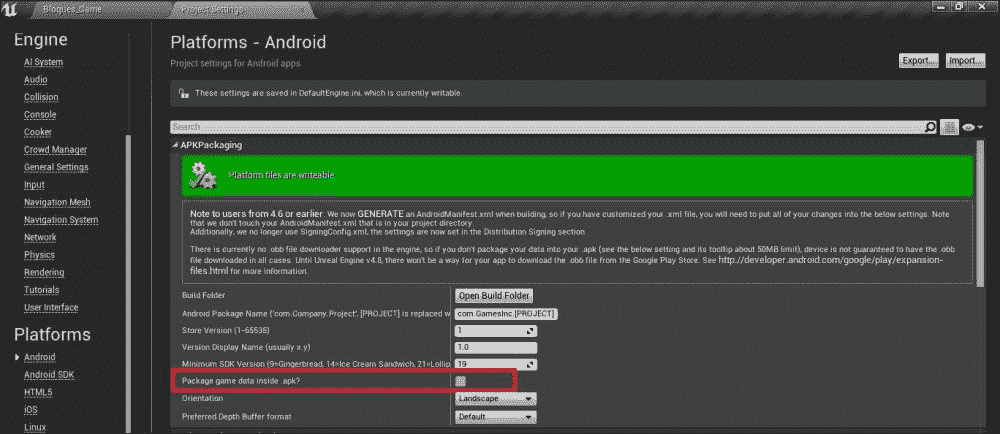 Bloques_Game
Project Settings
Engine
AI System
Audio
Collision
Console
Cooker
Crowd Manager
General Settings
Input
Navigation Mesh
Navigation System
Network
Physics
Rendering
Tutorials
User Interface
Platforms
Android
Android SDK
HTML5
iOS
Linux
Platforms - Android
Project settings for Android apps
Export...
Import...
These settings are saved in DefaultEngine.ini, which is currently writable.
Search
APKPackaging
Platform files are writeable
Note to users from 4.6 or earlier: We now GENERATE an AndroidManifest.xml when building, so if you have customized your .xml file, you will need to put all of your changes into the below settings. Note
that we don't touch your AndroidManifest.xml that is in your project directory.
Additionally, we no longer use SigningConfig.xml, the settings are now set in the Distribution Signing section.
There is currently no .obb file downloader support in the engine, so if you don't package your data into your .apk (see the below setting and its tooltip about 50MB limit), device is not guaranteed to have the .obb
file downloaded in all cases. Until Unreal Engine v4.8, there won't be a way for your app to download the .obb file from the Google Play Store. See http://developer.android.com/google/play/expansion-
files.html for more information.
Build Folder
Open Build Folder
Android Package Name ('com.Company.Project', [PROJECT] is replaced w
com.GamesInc.[PROJECT]
Store Version (1-65535)
1
Version Display Name (usually x.y)
1.0
Minimum SDK Version (9=Gingerbread, 14=Ice Cream Sandwich, 21=Lollip
19
Package game data inside .apk?
Orientation
Landscape
Preferred Depth Buffer format
Default